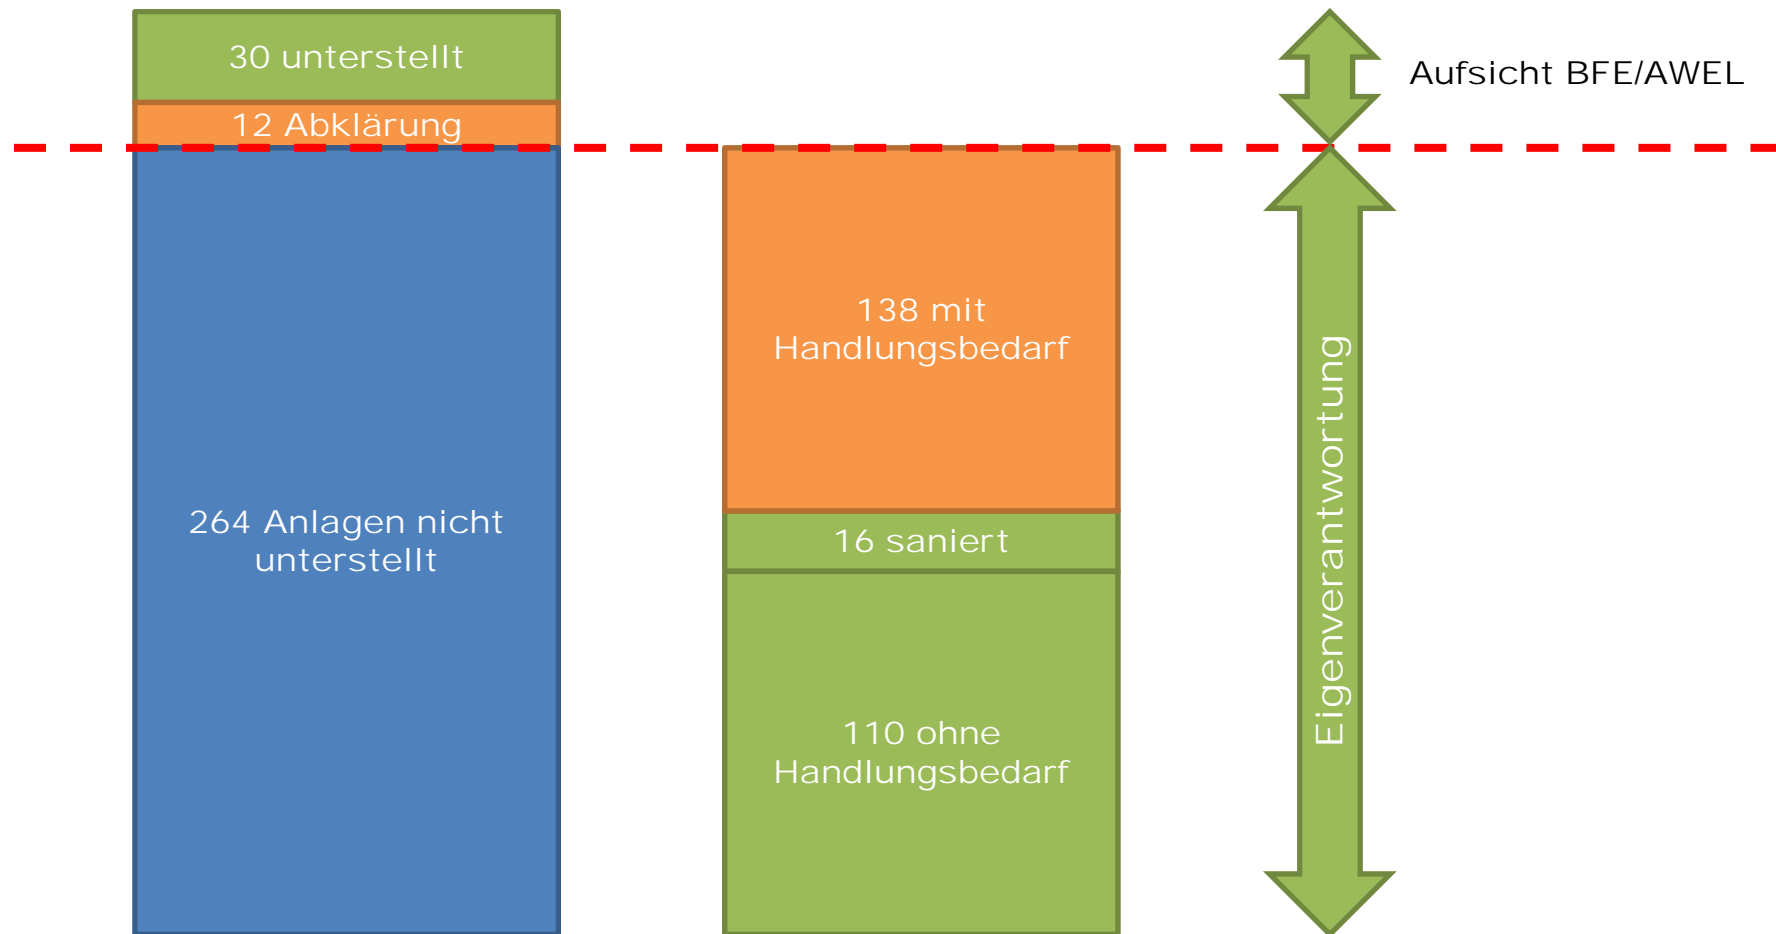 30 unterstellt
12 Abklärung
264 Anlagen nicht
unterstellt
138 mit
Handlungsbedarf
16 saniert
110 ohne
Handlungsbedarf
Aufsicht BFE/AWEL
Eigenverantwortung